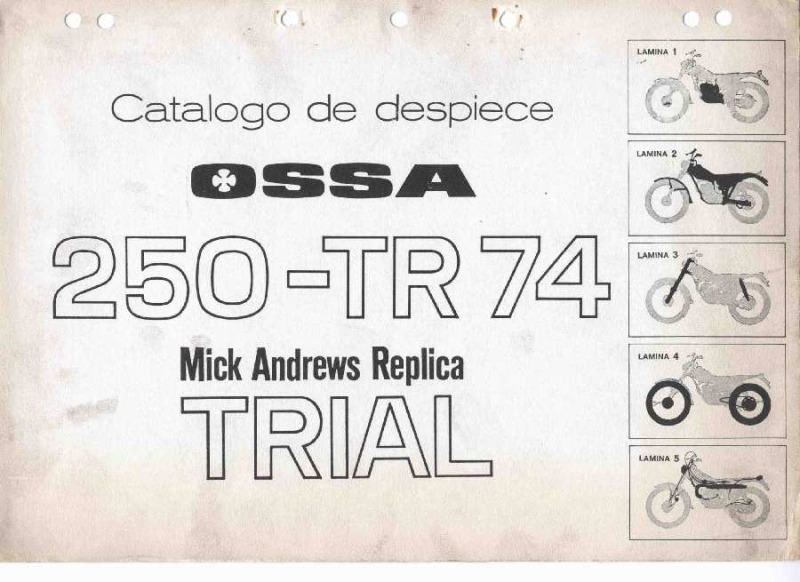 Catalogo de despiece
OSSA
250-TR 74
Mick Andrews Replica
TRIAL
LAMINA 1
LAMINA 2
LAMINA 3
LAMINA 4
LAMINA 5